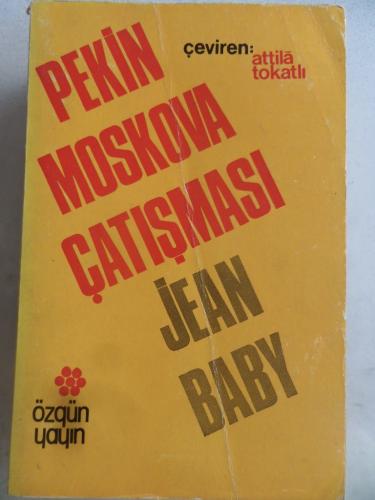 çeviren:
attilâ
tokatlı
PEKİN
MOSKOVA
ÇATIŞMASI
JEAN
BABY
özgün
yayın